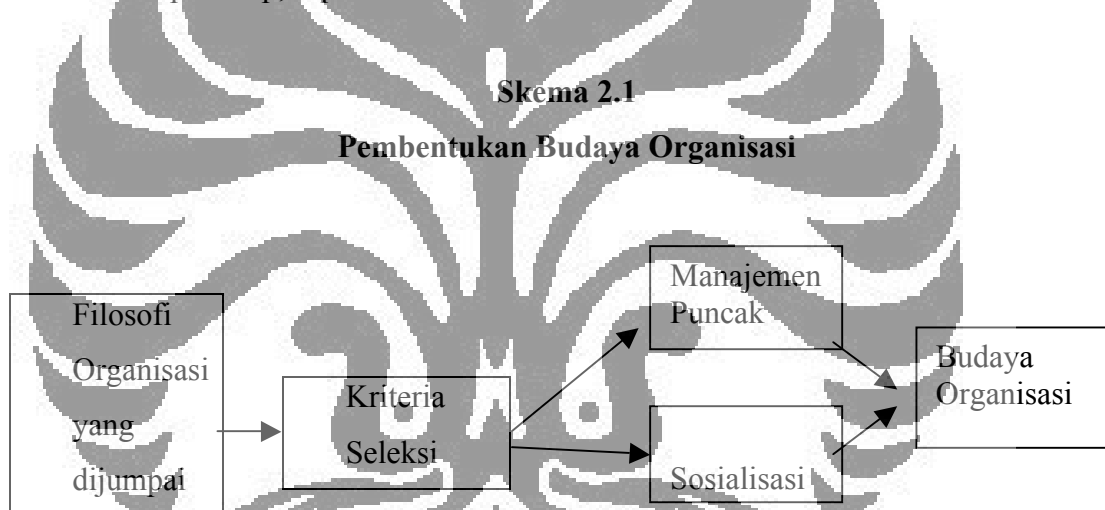 Skema 2.1
Pembentukan Budaya Organisasi
Filosofi
Organisasi
yang
dijumpai
Kriteria
Seleksi
Manajemen
Puncak
Sosialisasi
Budaya
Organisasi